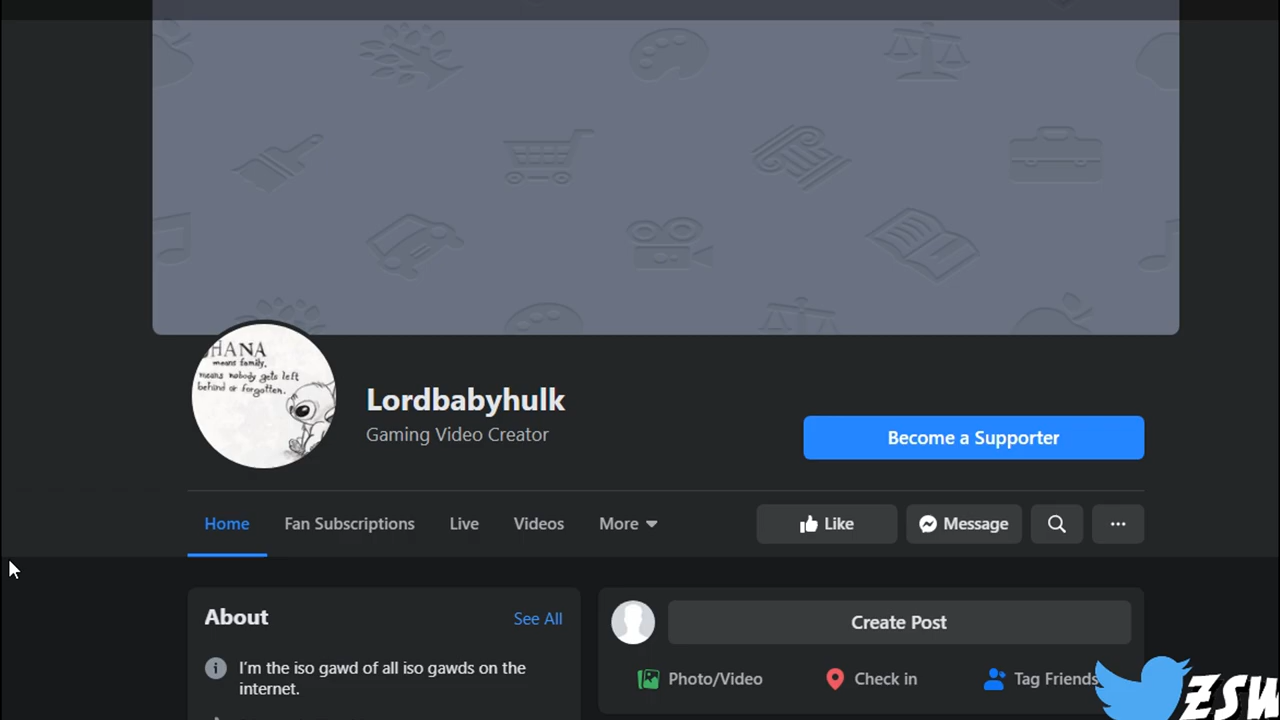 OHANA
means family,
means nobody gets left
behind or forgotten.
Lordbabyhulk
Gaming Video Creator
Become a Supporter
Home Fan Subscriptions Live Videos More
Like Message
About See All
I'm the iso gawd of all iso gawds on the
internet.
Create Post
Photo/Video Check in Tag Friends